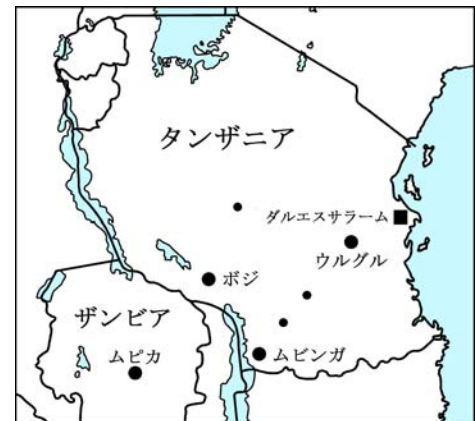 タンザニア
ダルエスサラーム
ウルグル
ボジ
ザンビア
ムビンガ
ムピカ